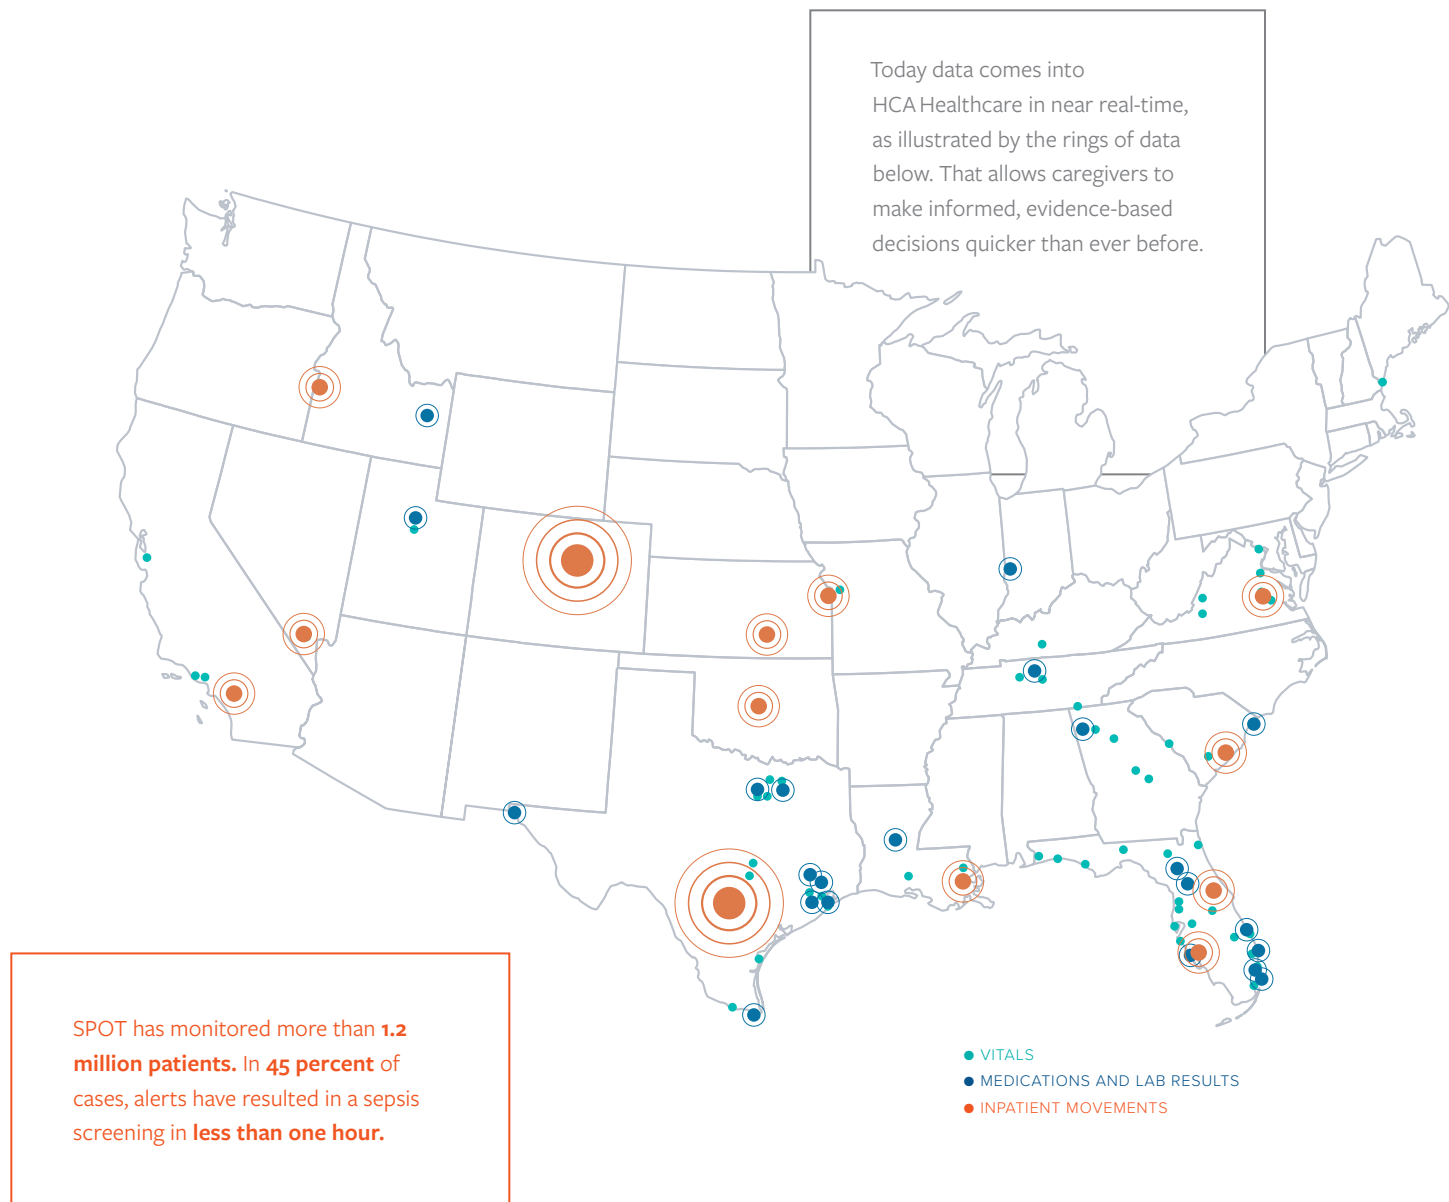 Today data comes into
HCA Healthcare in near real-time,
as illustrated by the rings of data
below. That allows caregivers to
make informed, evidence-based
decisions quicker than ever before.
SPOT has monitored more than 1.2
million patients. In 45 percent of
cases, alerts have resulted in a sepsis
screening in less than one hour.
VITALS
MEDICATIONS AND LAB RESULTS
INPATIENT MOVEMENTS